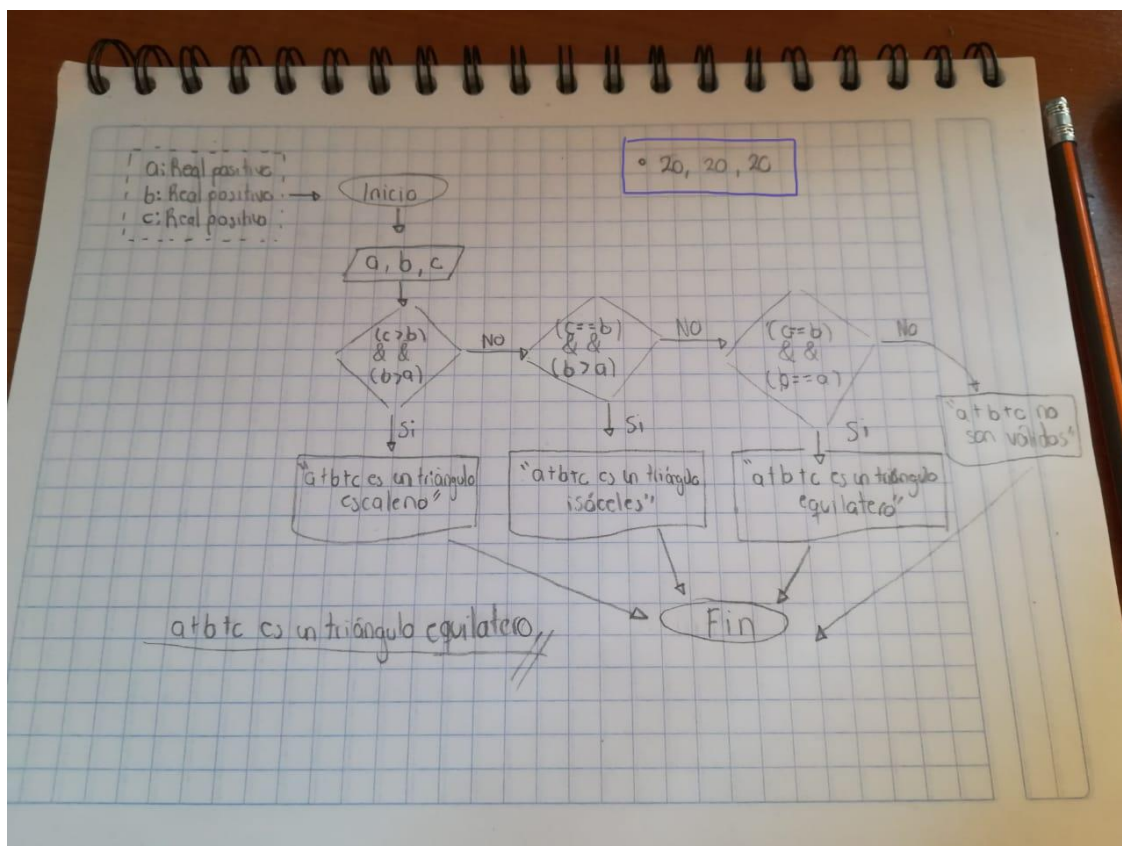 a: Real positivo
b: Real positivo
c: Real positivo
Inicio
• 20, 20, 20
a, b, c
(c>b)
& &
(b>a)
NO
(c==b)
& &
(b>a)
NO
(c==b)
& &
(b==a)
No
Si
Si
Si
"a+b+c no
son válidos"
"a+b+c es un triángulo
escaleno"
"a+b+c es un triángulo
isóceles"
"a+b+c es un triángulo
equilatero"
Fin
a+b+c es un triángulo equilatero